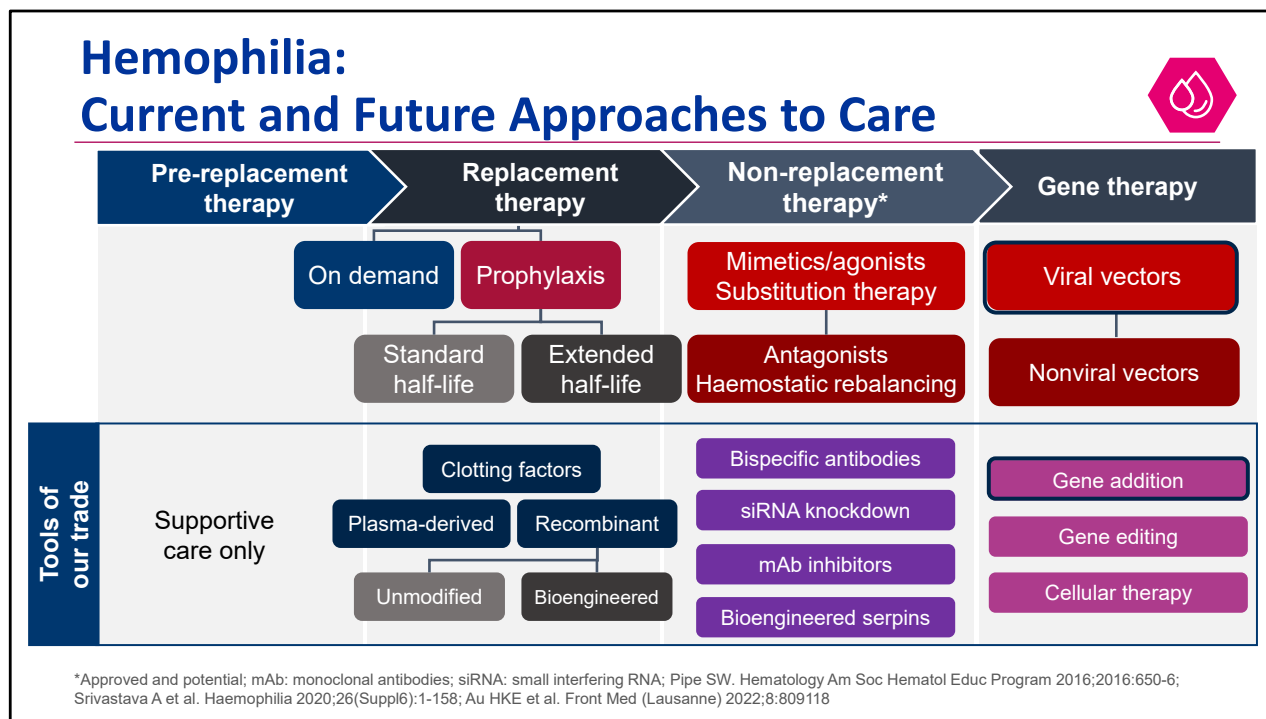 Hemophilia:
Current and Future Approaches to Care
Pre-replacement
therapy
Replacement
therapy
Non-replacement
therapy*
Gene therapy
On demand
Prophylaxis
Standard
half-life
Extended
half-life
Mimetics/agonists
Substitution therapy
Antagonists
Haemostatic rebalancing
Viral vectors
Nonviral vectors
Tools of
our trade
Supportive
care only
Clotting factors
Plasma-derived
Recombinant
Unmodified
Bioengineered
Bispecific antibodies
siRNA knockdown
mAb inhibitors
Bioengineered serpins
Gene addition
Gene editing
Cellular therapy
*Approved and potential; mAb: monoclonal antibodies; siRNA: small interfering RNA; Pipe SW. Hematology Am Soc Hematol Educ Program 2016;2016:650-6;
Srivastava A et al. Haemophilia 2020;26(Suppl6):1-158; Au HKE et al. Front Med (Lausanne) 2022;8:809118